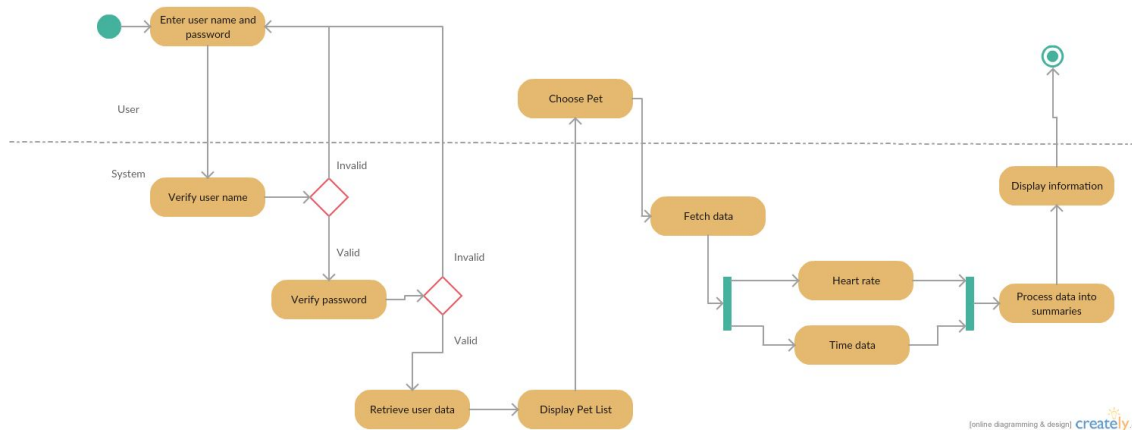 Enter user name and
password
User
System
Verify user name
Invalid
Valid
Verify password
Invalid
Valid
Retrieve user data
Display Pet List
Choose Pet
Fetch data
Heart rate
Time data
Process data into
summaries
Display information
[online diagramming & design] creately.